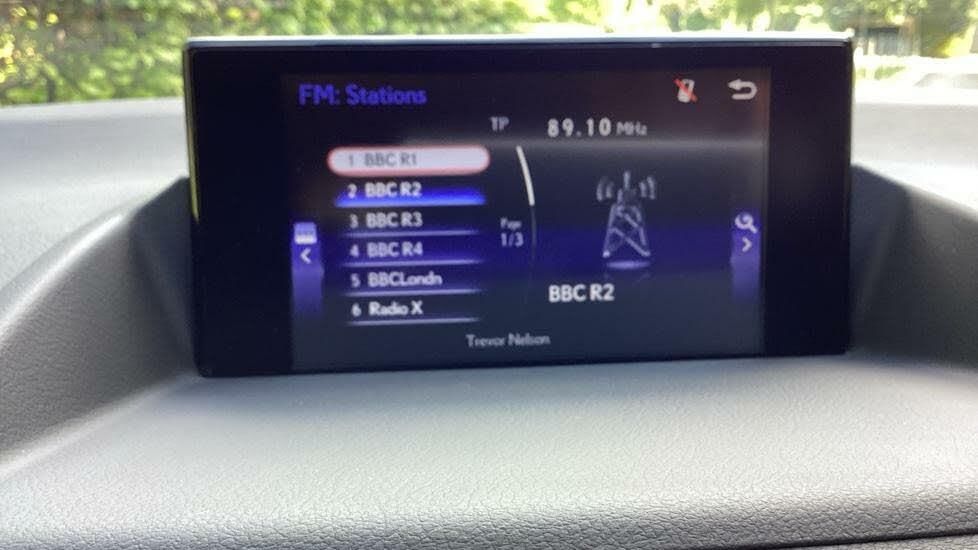 FM: Stations
TP 89.10 MHz
1 BBC R1
2 BBC R2
3 BBC R3
Page
1/3
4 BBC R4
5 BBCLondn
BBC R2
6 Radio X
Trevor Nelson